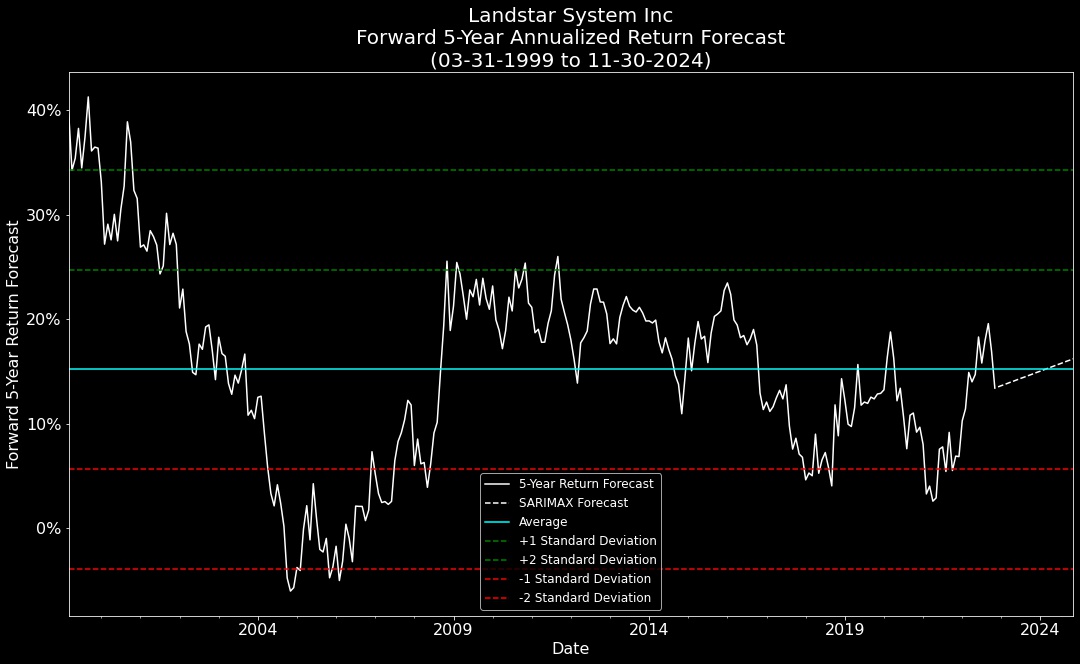 Landstar System Inc
Forward 5-Year Annualized Return Forecast
(03-31-1999 to 11-30-2024)
Forward 5-Year Return Forecast
40%
30%
20%
10%
0%
5-Year Return Forecast
SARIMAX Forecast
Average
+1 Standard Deviation
+2 Standard Deviation
-1 Standard Deviation
-2 Standard Deviation
2004
2009
2014
2019
2024
Date